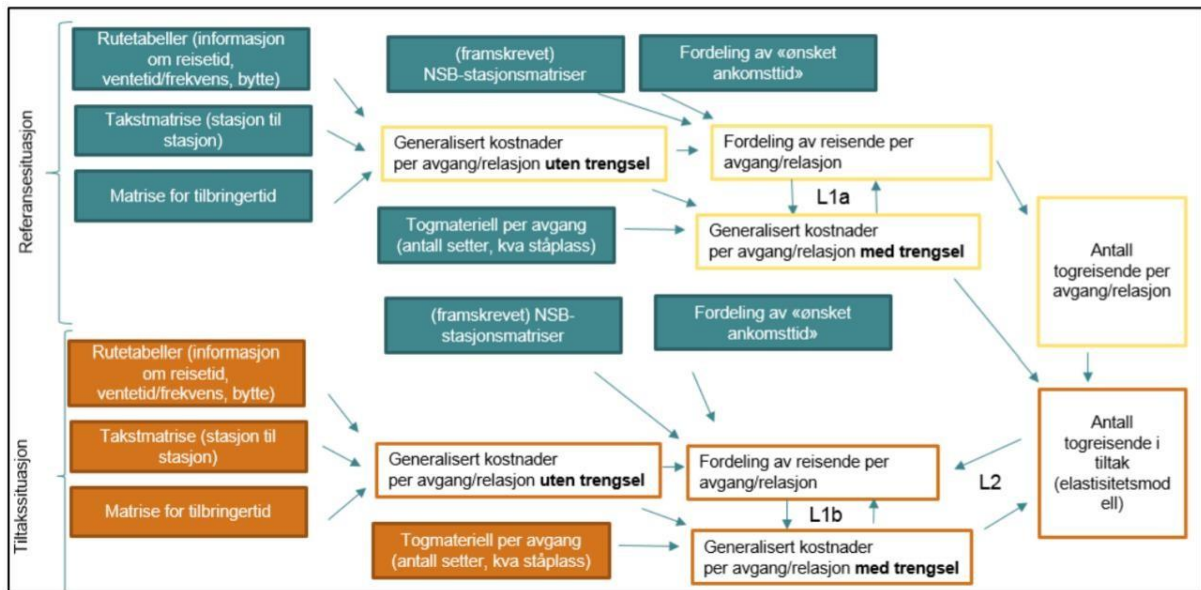 Referansesituasjon
Rutetabeller (informasjon
om reisetid,
ventetid/frekvens, bytte)
Takstmatrise (stasjon til
stasjon)
Matrise for tilbringertid
(framskrevet)
NSB-stasjonsmatriser
Fordeling av «ønsket
ankomsttid»
Generalisert kostnader
per avgang/relasjon uten trengsel
Fordeling av reisende per
avgang/relasjon
L1a
Togmateriell per avgang
(antall setter, kva ståplass)
Generalisert kostnader
per avgang/relasjon med trengsel
Antall
togreisende per
avgang/relasjon
Tiltakssituasjon
(framskrevet) NSB-
stasjonsmatriser
Fordeling av «ønsket
ankomsttid»
Rutetabeller (informasjon
om reisetid,
ventetid/frekvens, bytte)
Takstmatrise (stasjon til
stasjon)
Matrise for tilbringertid
Generalisert kostnader
per avgang/relasjon uten trengsel
Fordeling av reisende per
avgang/relasjon
L1b
L2
Togmateriell per avgang
(antall setter, kva ståplass)
Generalisert kostnader
per avgang/relasjon med trengsel
Antall
togreisende i
tiltak
(elastisitetsmod
ell)